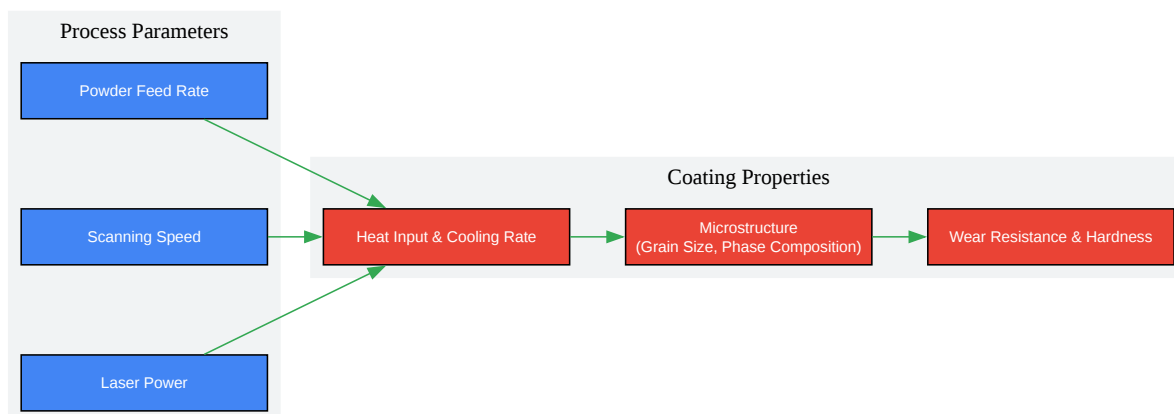 Process Parameters
Powder Feed Rate
Scanning Speed
Laser Power
Coating Properties
Heat Input & Cooling Rate
Microstructure
(Grain Size, Phase Composition)
Wear Resistance & Hardness